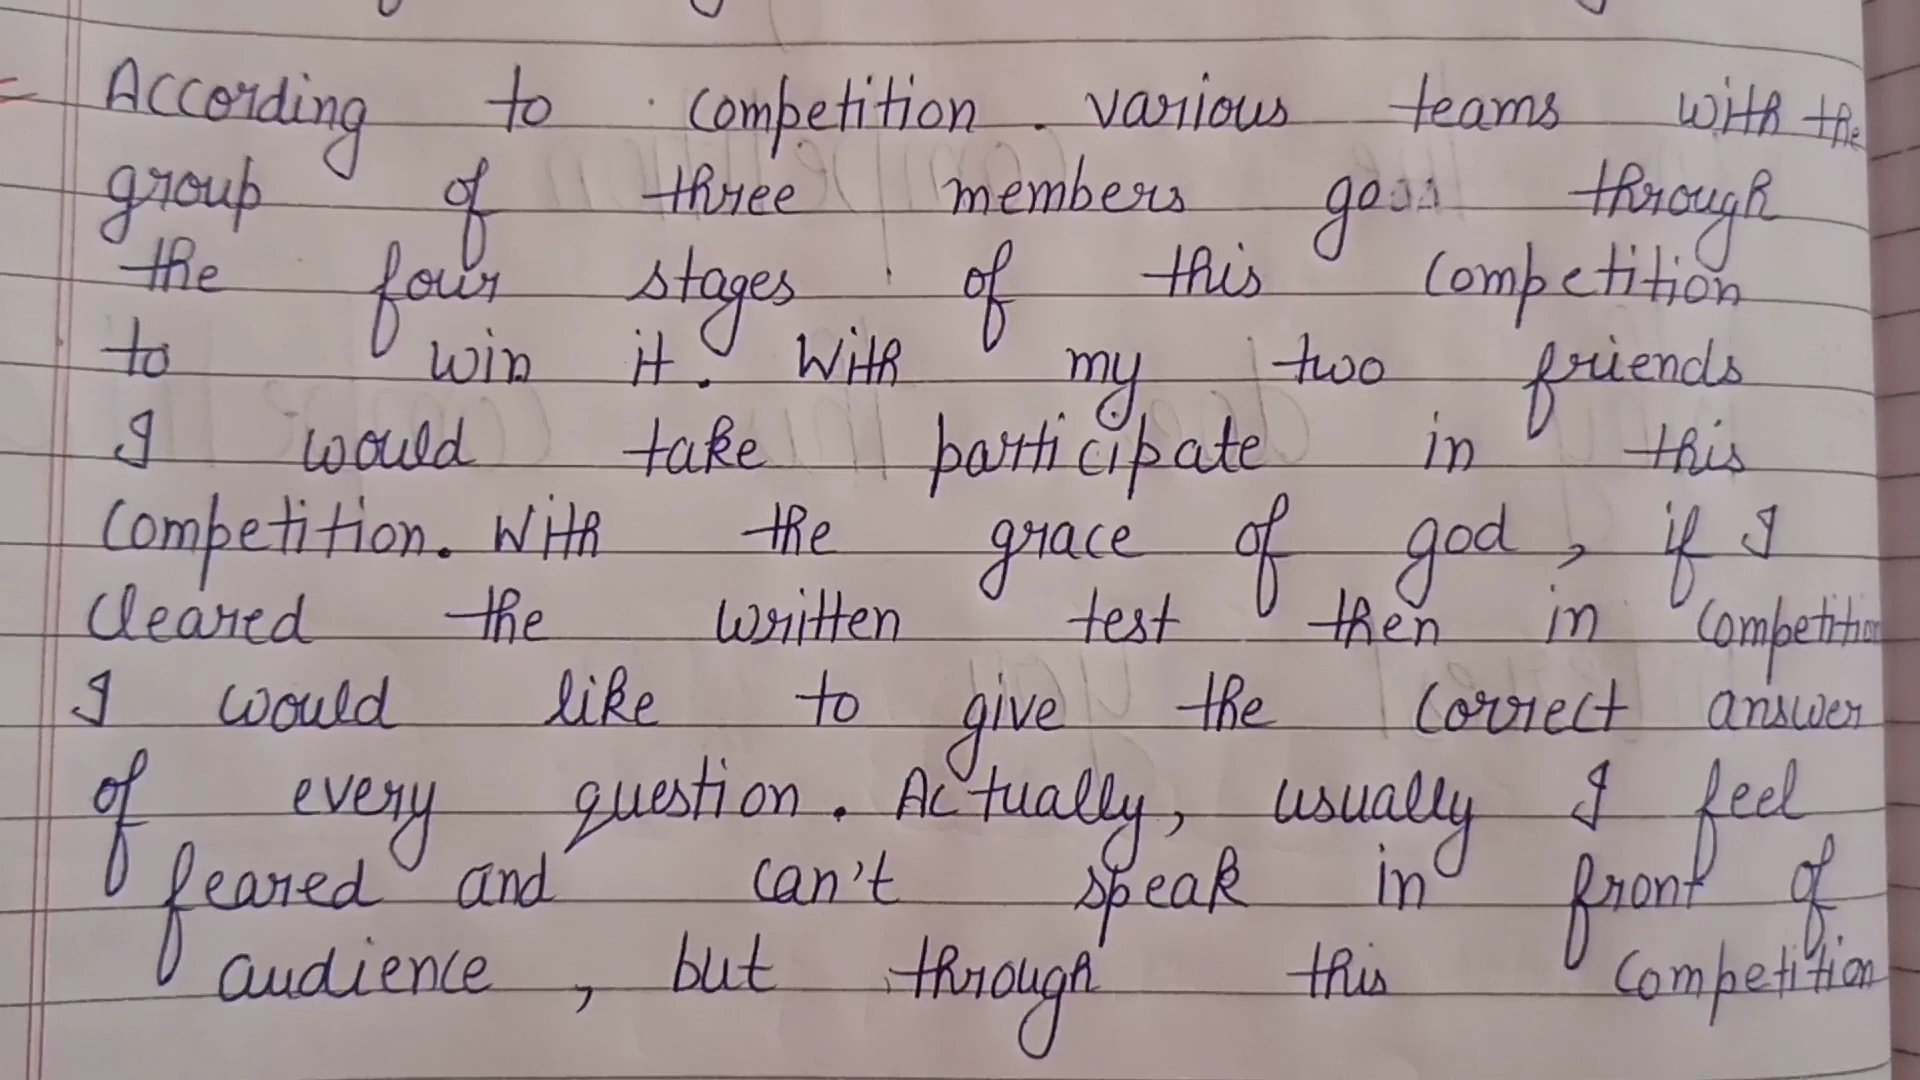 According to competition. various teams with the
group of three members goes through
the four stages of this competition
to win it. With my two friends
I would take participate in this
competition. With the grace of god, if I
cleared the written test then in competition
I would like to give the correct answer
of every question. Actually, usually I feel
feared and can't speak in front of
audience, but through this competition